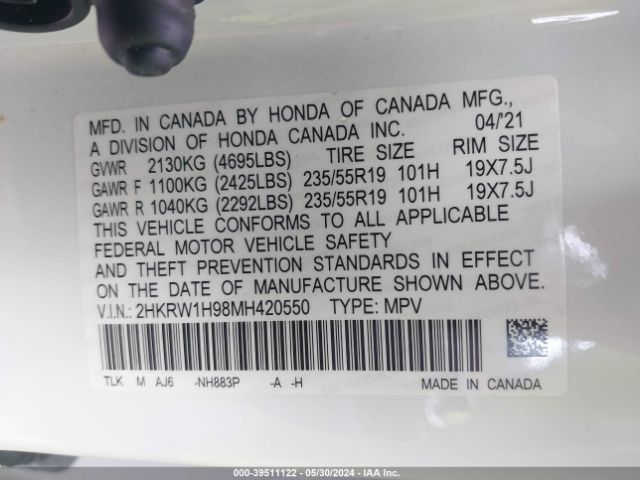 MFD. IN CANADA BY HONDA OF CANADA MFG.,
A DIVISION OF HONDA CANADA INC. 04/'21
GVWR 2130KG (4695LBS) TIRE SIZE RIM SIZE
GAWR F 1100KG (2425LBS) 235/55R19 101H 19X7.5J
GAWR R 1040KG (2292LBS) 235/55R19 101H 19X7.5J
THIS VEHICLE CONFORMS TO ALL APPLICABLE
FEDERAL MOTOR VEHICLE SAFETY
AND THEFT PREVENTION STANDARDS IN EFFECT
ON THE DATE OF MANUFACTURE SHOWN ABOVE.
V.I.N.: 2HKRW1H98MH420550 TYPE: MPV
TLK M AJ6 -NH883P -A -H MADE IN CANADA
000-39511122 - 05/30/2024 - IAA Inc.